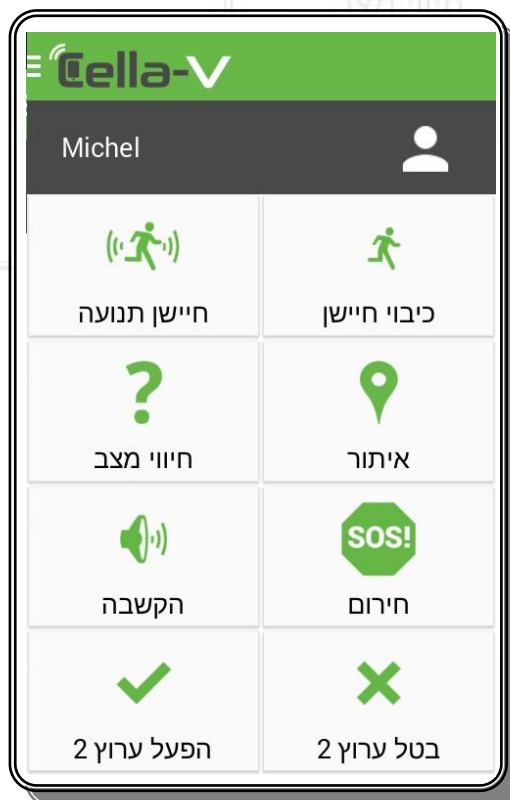 Cella-V
Michel
כיבוי חיישן
חיישן תנועה
איתור
?
חיווי מצב
SOS!
חירום
הקשבה
בטל ערוץ 2
הפעל ערוץ 2